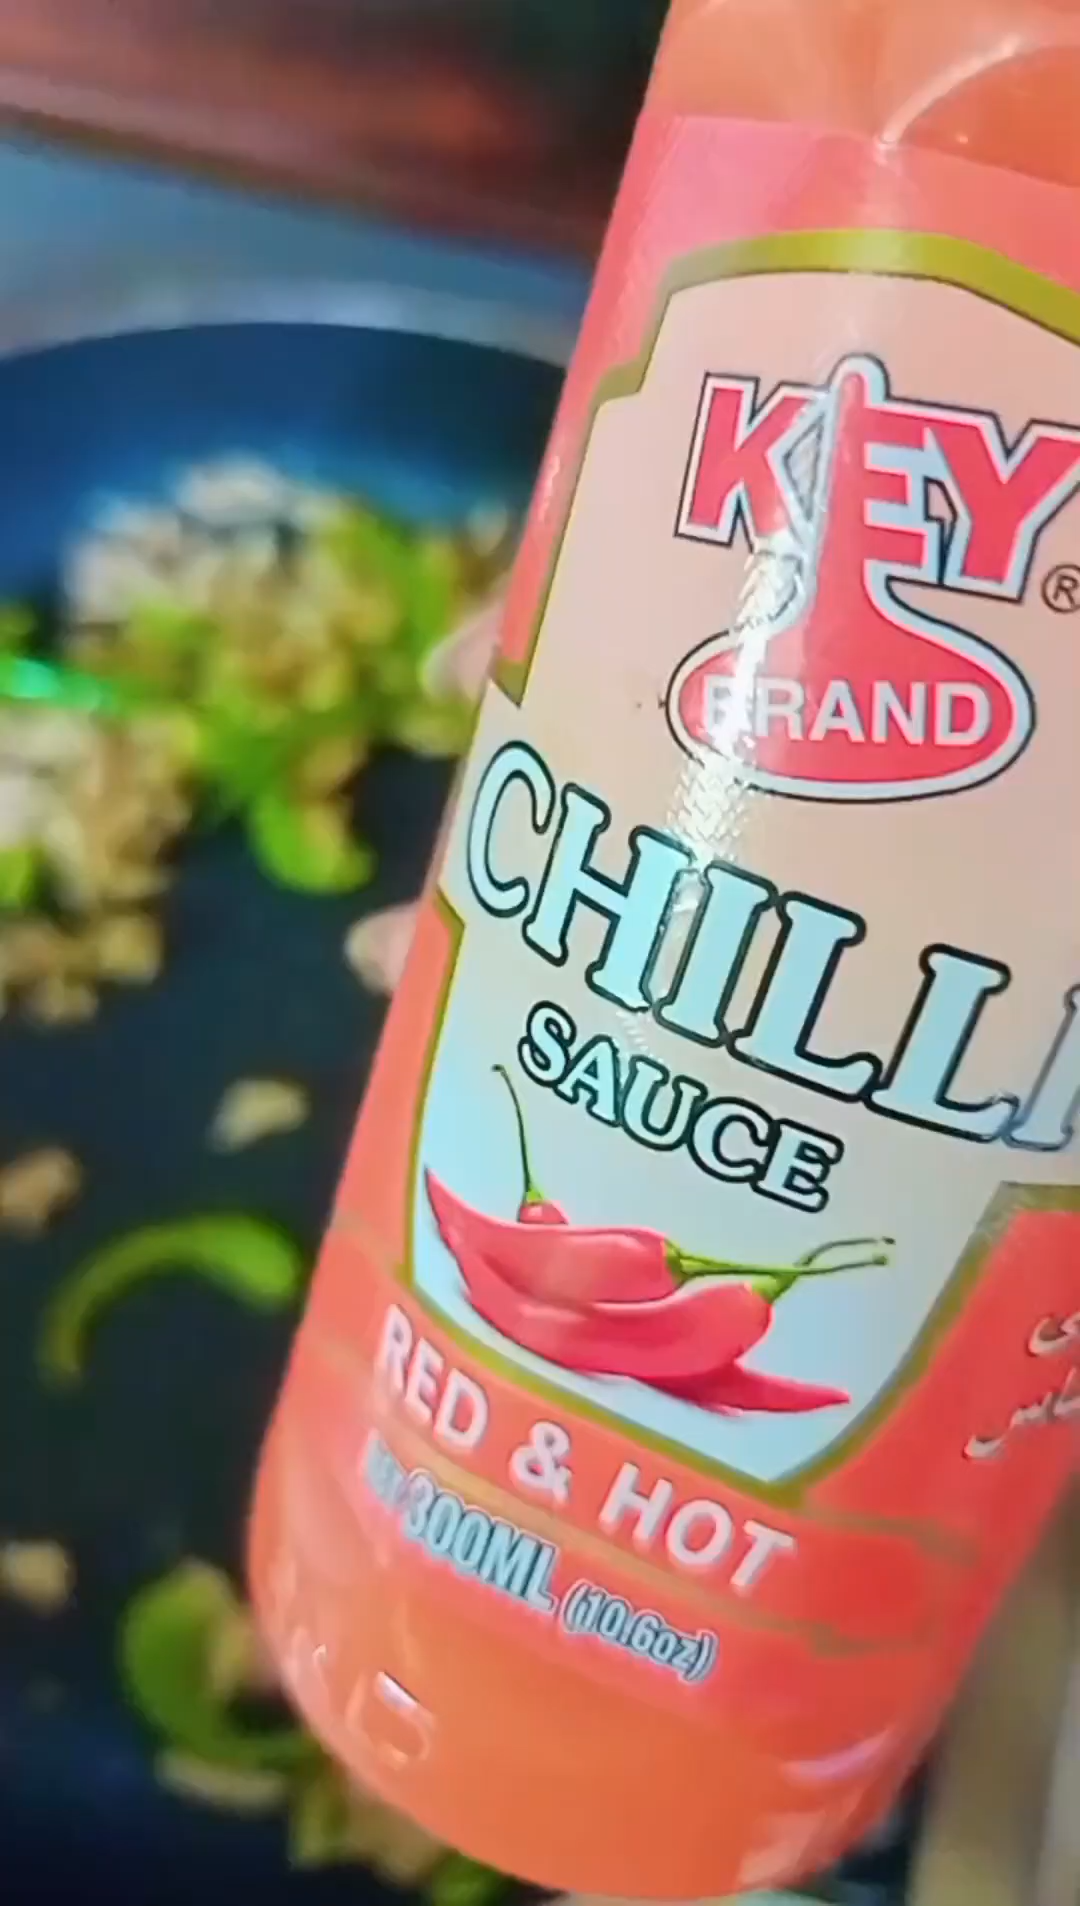 KEY
®
BRAND
CHILLI
SAUCE
RED & HOT
300ML (10.6oz)